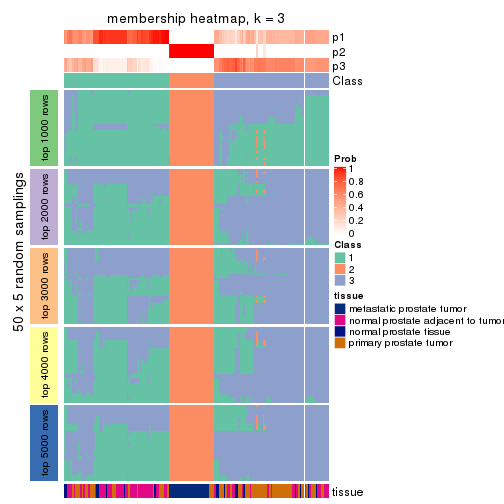 membership heatmap, k = 3
p1
p2
p3
Class
50 x 5 random samplings
top 1000 rows
top 2000 rows
top 3000 rows
top 4000 rows
top 5000 rows
Prob
1
0.8
0.6
0.4
0.2
0
Class
1
2
3
tissue
metastatic prostate tumor
normal prostate adjacent to tumor
normal prostate tissue
primary prostate tumor
tissue